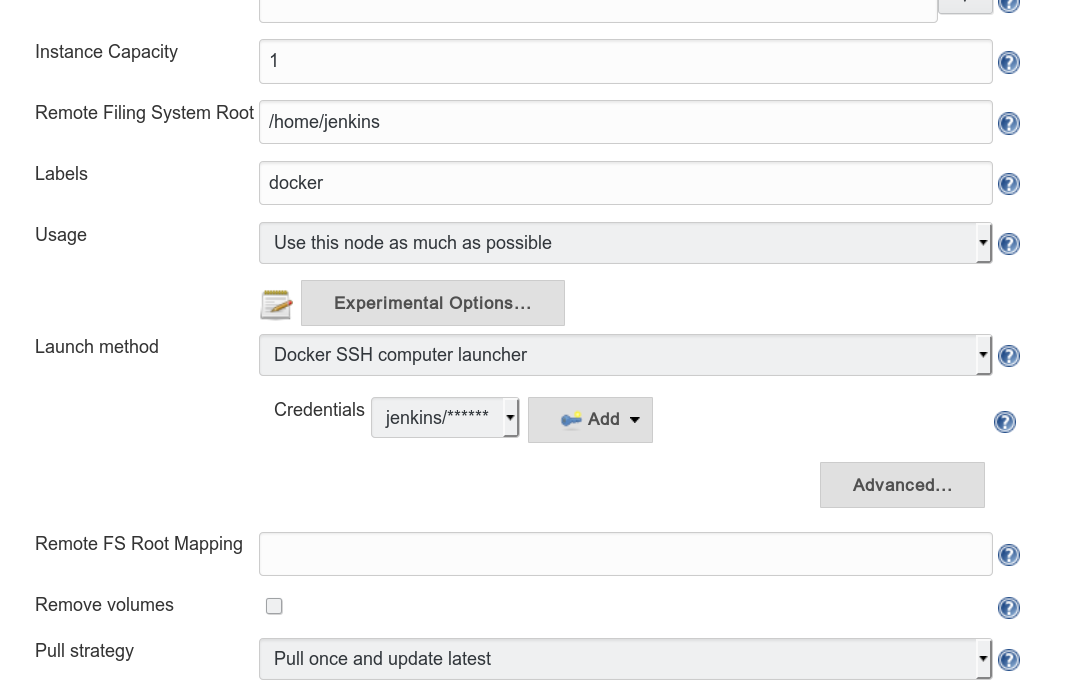 Instance Capacity
1
Remote Filing System Root
/home/jenkins
Labels
docker
Usage
Use this node as much as possible
Experimental Options...
Launch method
Docker SSH computer launcher
Credentials
jenkins/******
Add
Advanced...
Remote FS Root Mapping
Remove volumes
Pull strategy
Pull once and update latest